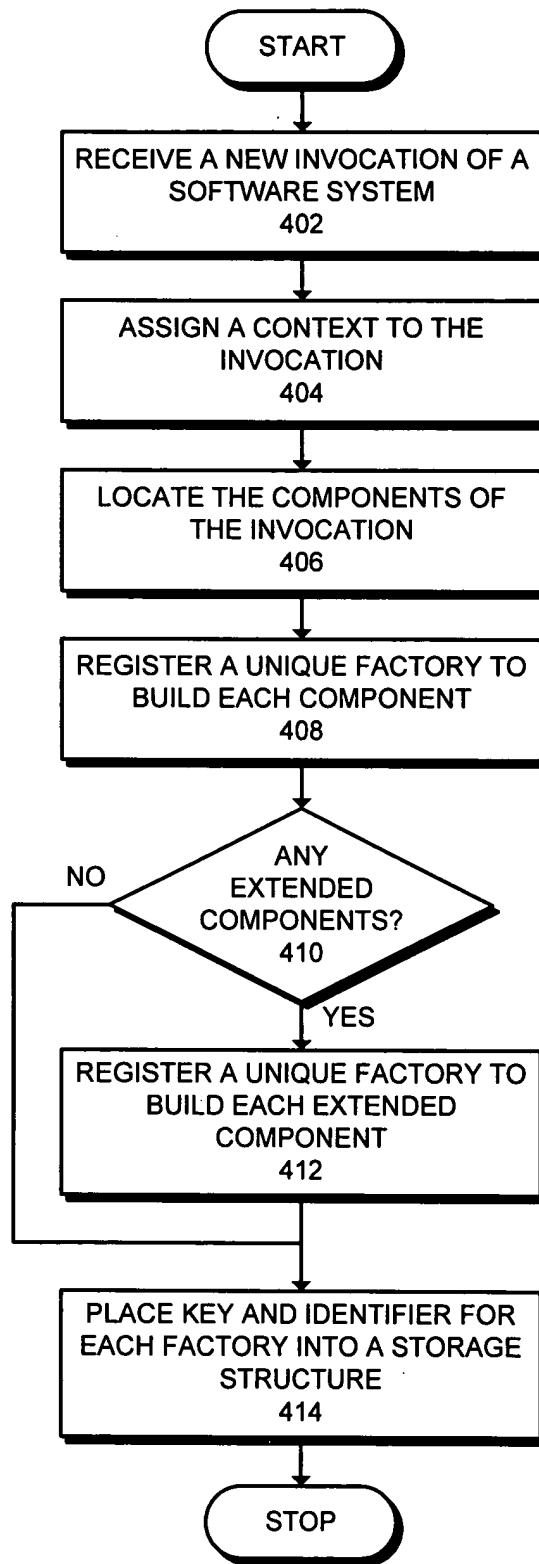 START
RECEIVE A NEW INVOCATION OF A
SOFTWARE SYSTEM
402
ASSIGN A CONTEXT TO THE
INVOCATION
404
LOCATE THE COMPONENTS OF
THE INVOCATION
406
REGISTER A UNIQUE FACTORY TO
BUILD EACH COMPONENT
408
ANY
EXTENDED
COMPONENTS?
410
NO
YES
REGISTER A UNIQUE FACTORY TO
BUILD EACH EXTENDED
COMPONENT
412
PLACE KEY AND IDENTIFIER FOR
EACH FACTORY INTO A STORAGE
STRUCTURE
414
STOP